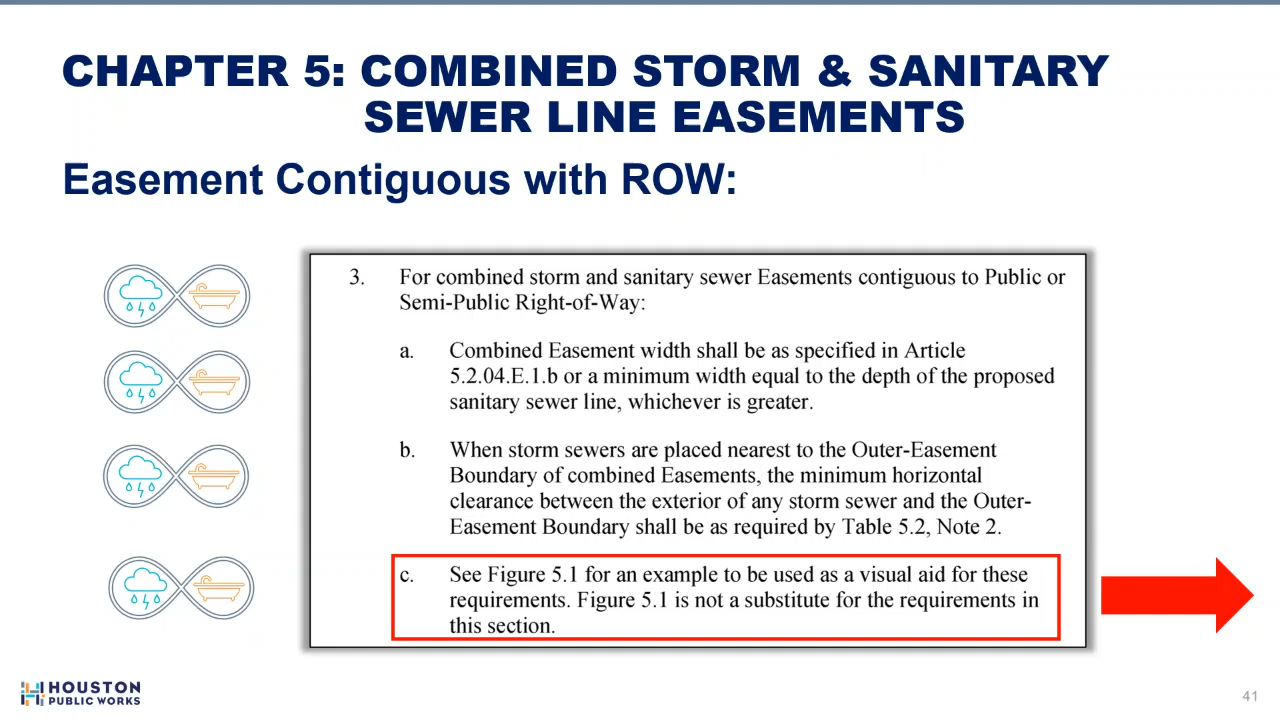 CHAPTER 5: COMBINED STORM & SANITARY
SEWER LINE EASEMENTS
Easement Contiguous with ROW:
3. For combined storm and sanitary sewer Easements contiguous to Public or
Semi-Public Right-of-Way:
a. Combined Easement width shall be as specified in Article
5.2.04.E.1.b or a minimum width equal to the depth of the proposed
sanitary sewer line, whichever is greater.
b. When storm sewers are placed nearest to the Outer-Easement
Boundary of combined Easements, the minimum horizontal
clearance between the exterior of any storm sewer and the Outer-
Easement Boundary shall be as required by Table 5.2, Note 2.
c. See Figure 5.1 for an example to be used as a visual aid for these
requirements. Figure 5.1 is not a substitute for the requirements in
this section.
HOUSTON
PUBLIC WORKS
41